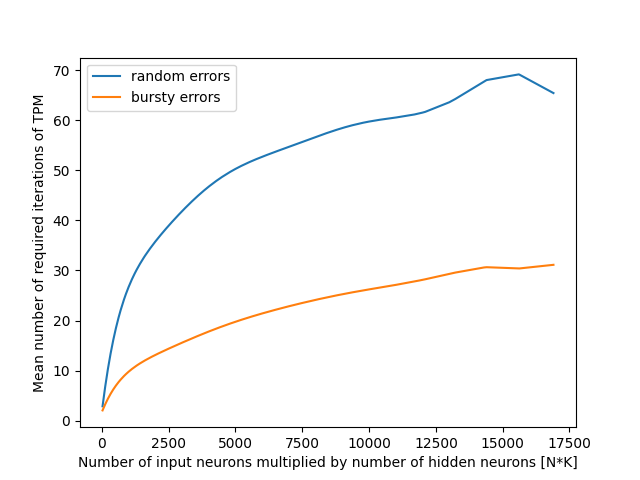 random errors
bursty errors
Mean number of required iterations of TPM
70
60
50
40
30
20
10
0
0 2500 5000 7500 10000 12500 15000 17500
Number of input neurons multiplied by number of hidden neurons [N*K]